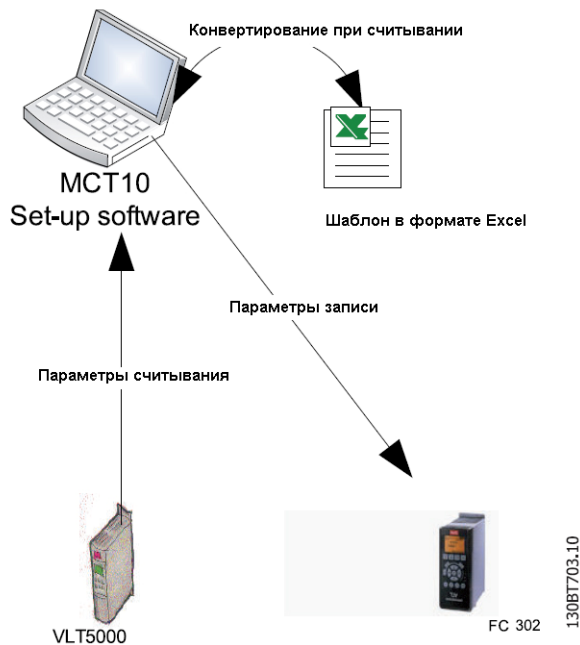 Конвертирование при считывании
MCT10
Set-up software
Шаблон в формате Excel
Параметры записи
Параметры считывания
VLT5000
FC 302
130BT703.10